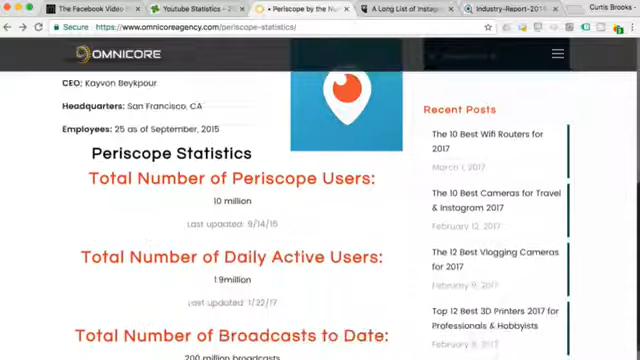 The Facebook Video
Youtube Statistics - 2
Periscope by the Nu
A Long List of Instagr
Industry-Report-2016
Curtis Brooks
Secure
https://www.omnicoreagency.com/periscope-statistics/
OMNICORE
CEO: Kayvon Beykpour
Headquarters: San Francisco, CA
Employees: 25 as of September, 2015
Periscope Statistics
Total Number of Periscope Users:
10 million
Last updated: 9/14/15
Total Number of Daily Active Users:
1.9million
Last updated: 1/22/17
Total Number of Broadcasts to Date:
200 million broadcasts
Recent Posts
The 10 Best Wifi Routers for
2017
March 1, 2017
The 10 Best Cameras for Travel
& Instagram 2017
February 12, 2017
The 12 Best Vlogging Cameras
for 2017
February 9, 2017
Top 12 Best 3D Printers 2017 for
Professionals & Hobbyists